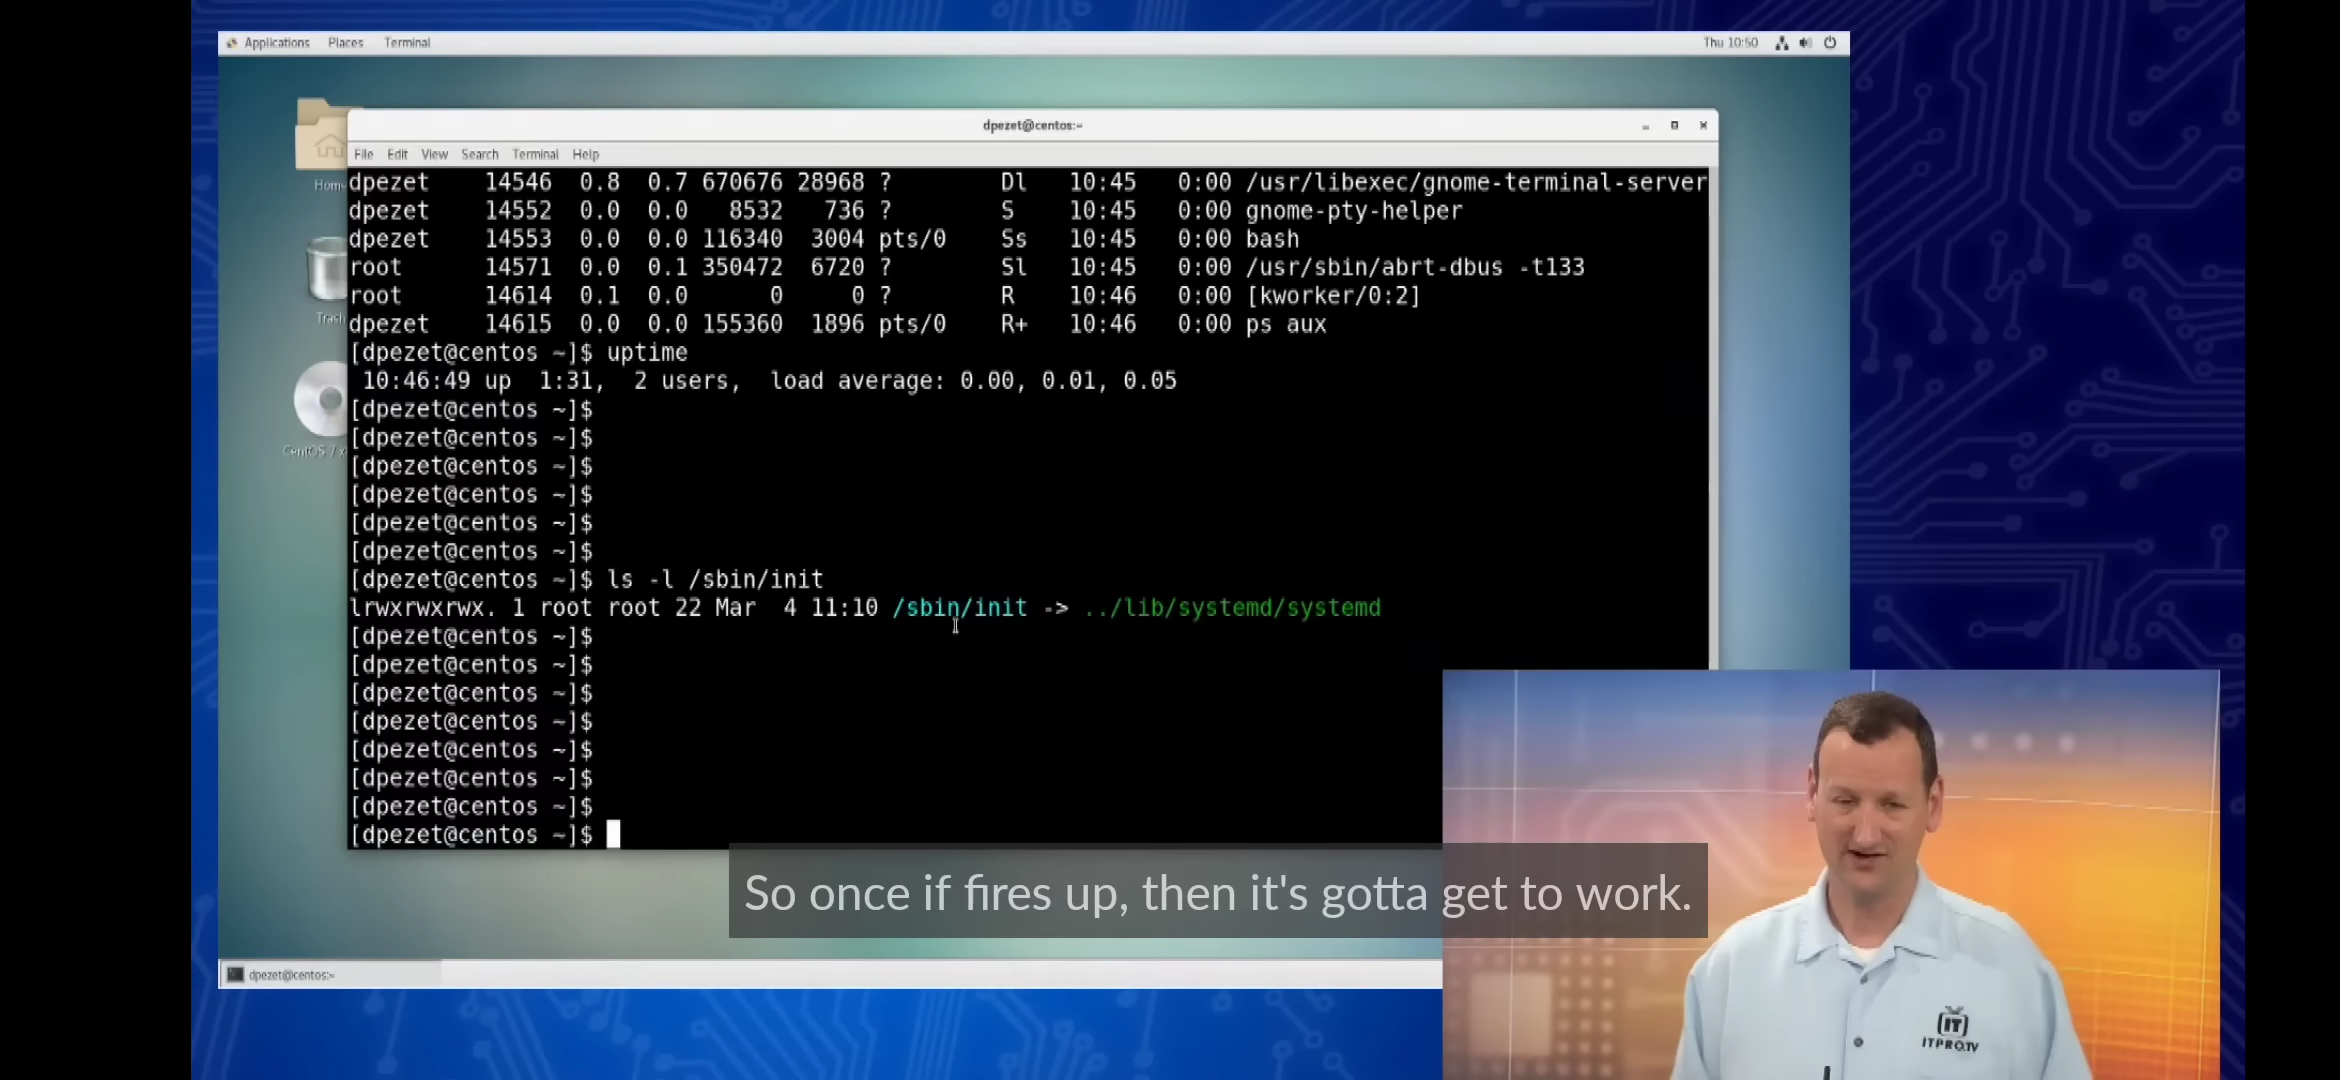 Applications Places Terminal
Thu 10:50
dpezet@centos:~
File Edit View Search Terminal Help
Home
Trash
CentOS 7 x
dpezet 14546 0.8 0.7 670676 28968 ? Dl 10:45 0:00 /usr/libexec/gnome-terminal-server
dpezet 14552 0.0 0.0 8532 736 ? S 10:45 0:00 gnome-pty-helper
dpezet 14553 0.0 0.0 116340 3004 pts/0 Ss 10:45 0:00 bash
root 14571 0.0 0.1 350472 6720 ? Sl 10:45 0:00 /usr/sbin/abrt-dbus -t133
root 14614 0.1 0.0 0 0 ? R 10:46 0:00 [kworker/0:2]
dpezet 14615 0.0 0.0 155360 1896 pts/0 R+ 10:46 0:00 ps aux
[dpezet@centos ~]$ uptime
10:46:49 up 1:31, 2 users, load average: 0.00, 0.01, 0.05
[dpezet@centos ~]$
[dpezet@centos ~]$
[dpezet@centos ~]$
[dpezet@centos ~]$
[dpezet@centos ~]$
[dpezet@centos ~]$
[dpezet@centos ~]$ ls -l /sbin/init
lrwxrwxrwx. 1 root root 22 Mar 4 11:10 /sbin/init -> ../lib/systemd/systemd
[dpezet@centos ~]$
[dpezet@centos ~]$
[dpezet@centos ~]$
[dpezet@centos ~]$
[dpezet@centos ~]$
[dpezet@centos ~]$
[dpezet@centos ~]$
[dpezet@centos ~]$
So once if fires up, then it's gotta get to work.
dpezet@centos:~
IT
ITPRO.TV